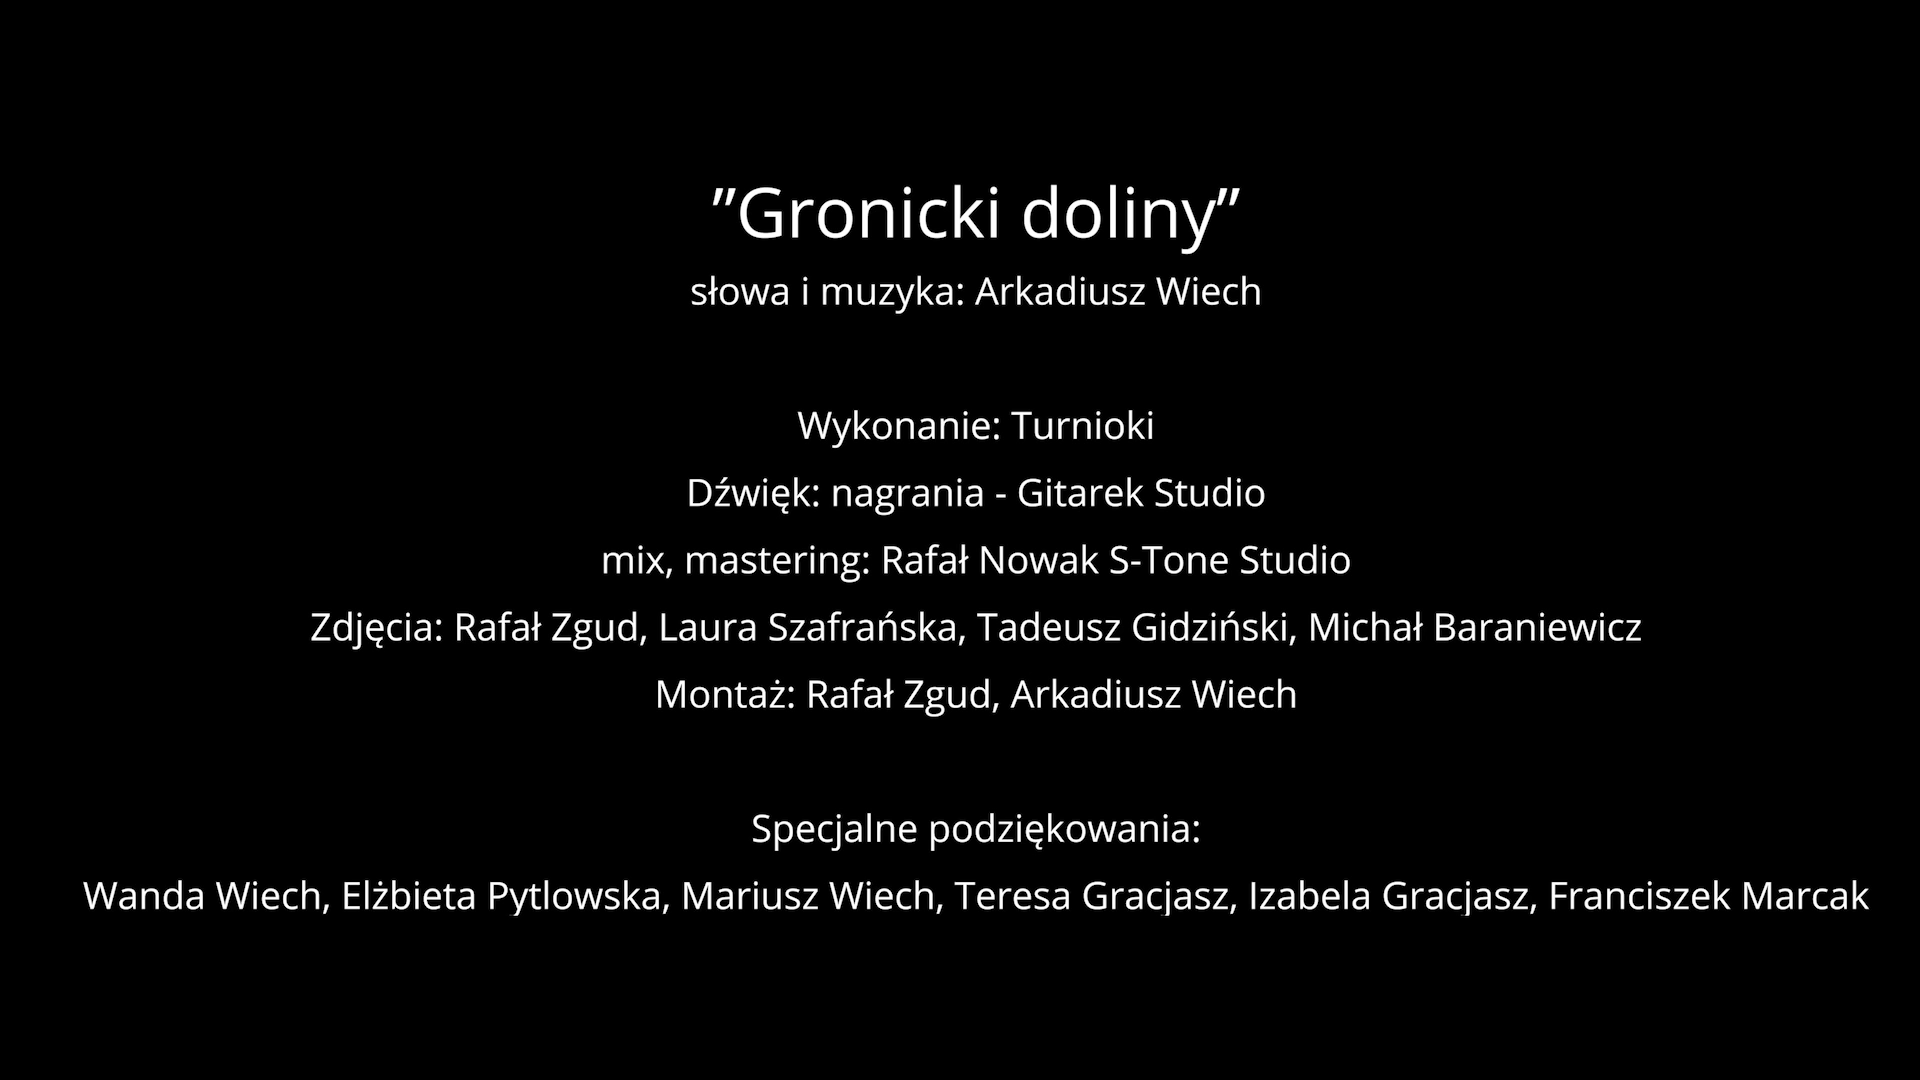 ”Gronicki doliny”
słowa i muzyka: Arkadiusz Wiech
Wykonanie: Turnioki
Dźwięk: nagrania - Gitarek Studio
mix, mastering: Rafał Nowak S-Tone Studio
Zdjęcia: Rafał Zgud, Laura Szafrańska, Tadeusz Gidziński, Michał Baraniewicz
Montaż: Rafał Zgud, Arkadiusz Wiech
Specjalne podziękowania:
Wanda Wiech, Elżbieta Pytlowska, Mariusz Wiech, Teresa Gracjasz, Izabela Gracjasz, Franciszek Marcak